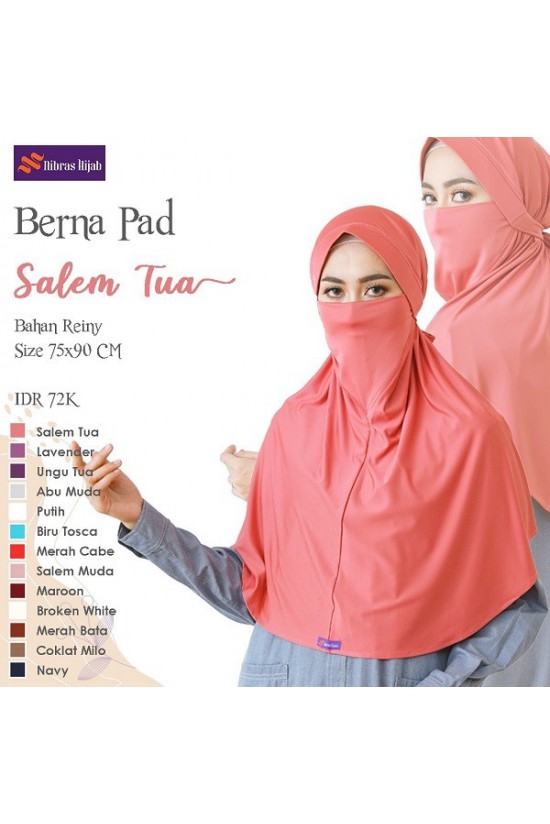 Nibras Hijab
Berna Pad
Salem Tua
Bahan Reiny
Size 75x90 CM
IDR 72K
Salem Tua
Lavender
Ungu Tua
Abu Muda
Putih
Biru Tosca
Merah Cabe
Salem Muda
Maroon
Broken White
Merah Bata
Coklat Milo
Navy